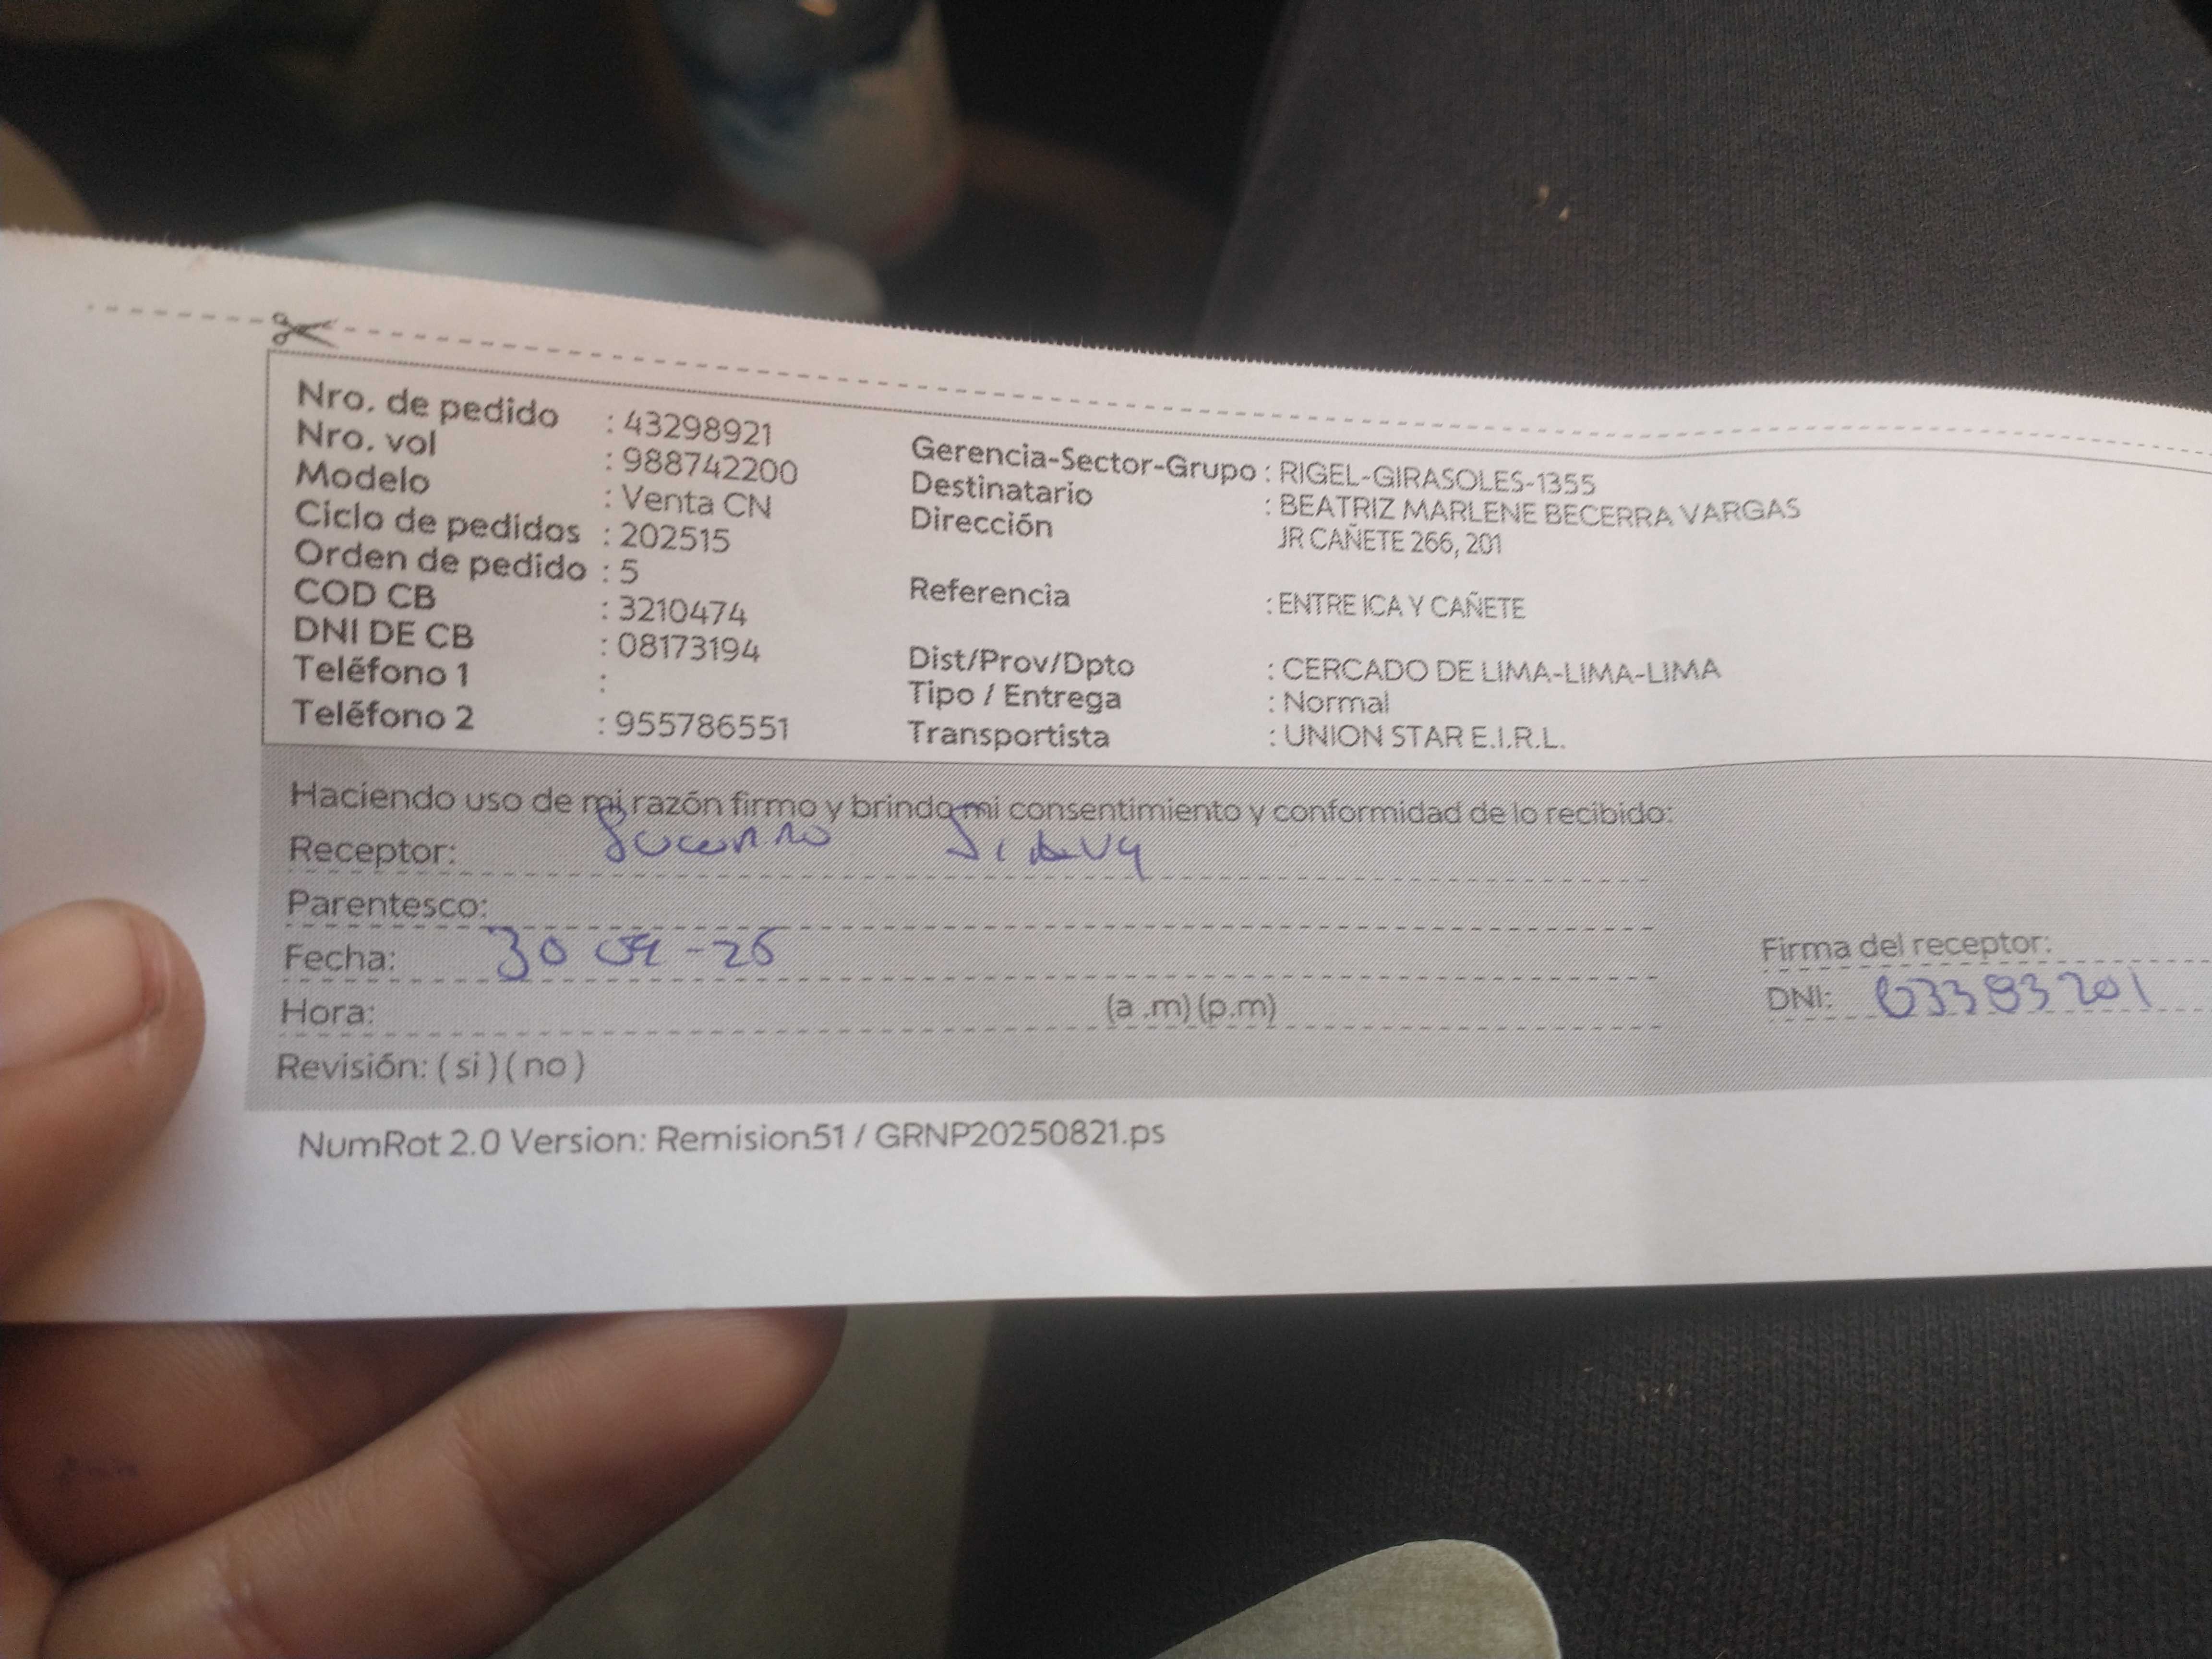 Nro. de pedido : 43298921
Nro. vol : 988742200
Modelo : Venta CN
Ciclo de pedidos : 202515
Orden de pedido : 5
COD CB : 3210474
DNI DE CB : 08173194
Teléfono 1 :
Teléfono 2 : 955786551
Gerencia-Sector-Grupo : RIGEL-GIRASOLES-1355
Destinatario : BEATRIZ MARLENE BECERRA VARGAS
Dirección JR CAÑETE 266, 201
Referencia : ENTRE ICA Y CAÑETE
Dist/Prov/Dpto : CERCADO DE LIMA-LIMA-LIMA
Tipo / Entrega : Normal
Transportista : UNION STAR E.I.R.L.
Haciendo uso de mi razón firmo y brindo mi consentimiento y conformidad de lo recibido:
Receptor:
Parentesco:
Fecha: 30
Hora: (a .m) (p.m)
Revisión: ( si ) ( no )
Firma del receptor:
DNI:
NumRot 2.0 Version: Remision51 / GRNP20250821.ps